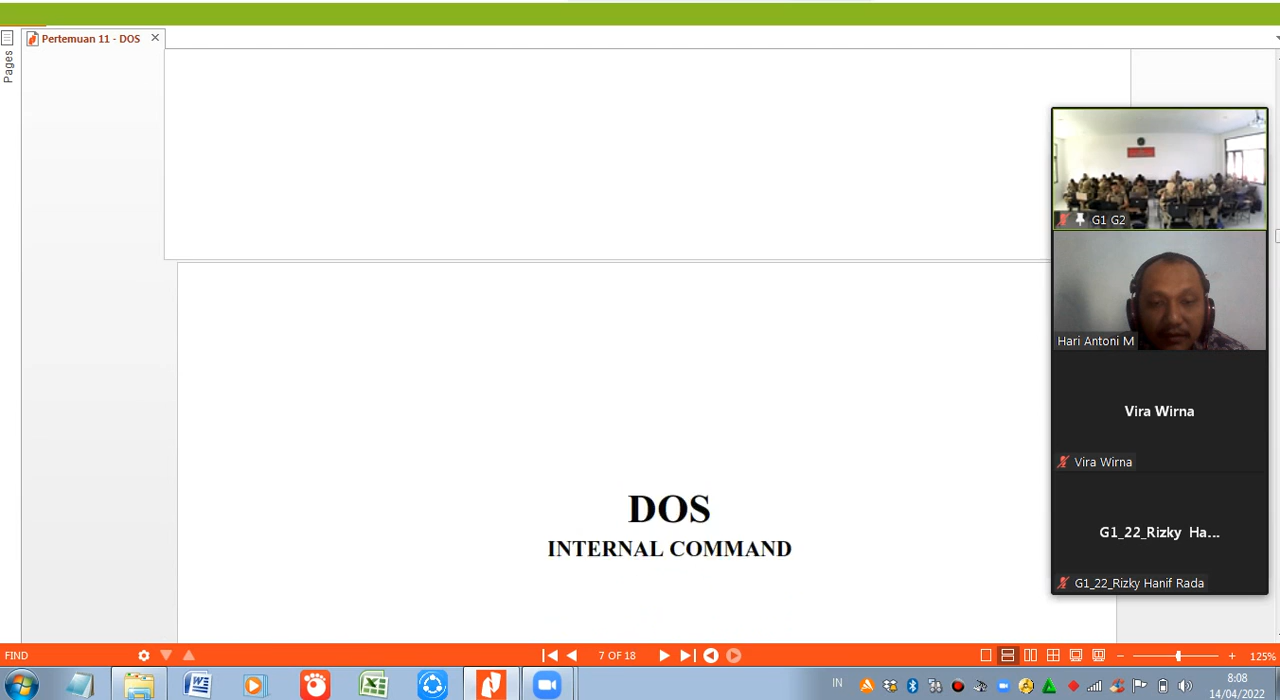 Pertemuan 11 - DOS
Pages
G1 G2
Hari Antoni M
Vira Wirna
Vira Wirna
G1_22_Rizky Ha...
G1_22_Rizky Hanif Rada
DOS
INTERNAL COMMAND
FIND
7 OF 18
125%
IN
8:08
14/04/2022